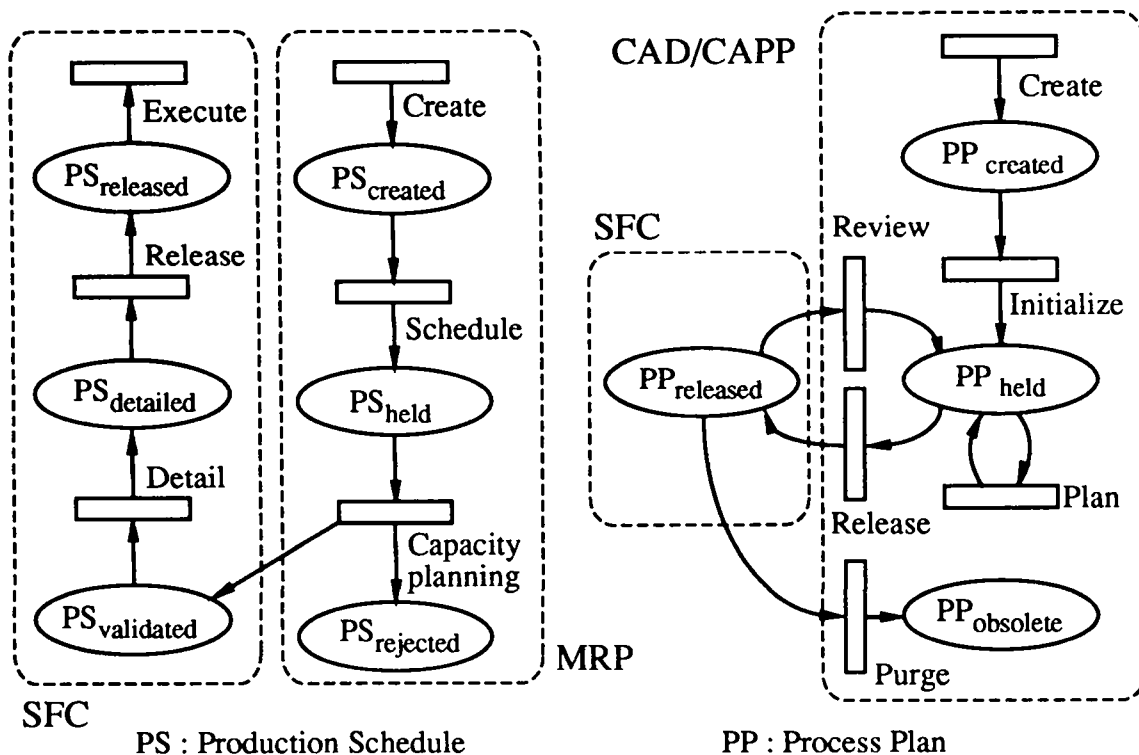 Execute
PS released
Release
PS detailed
Detail
PS validated
SFC
Create
PS created
Schedule
PS held
Capacity
planning
PS rejected
MRP
PS : Production Schedule
CAD/CAPP
Create
PP created
Initialize
SFC
Review
PP released
PP held
Release
Plan
PP obsolete
Purge
PP : Process Plan